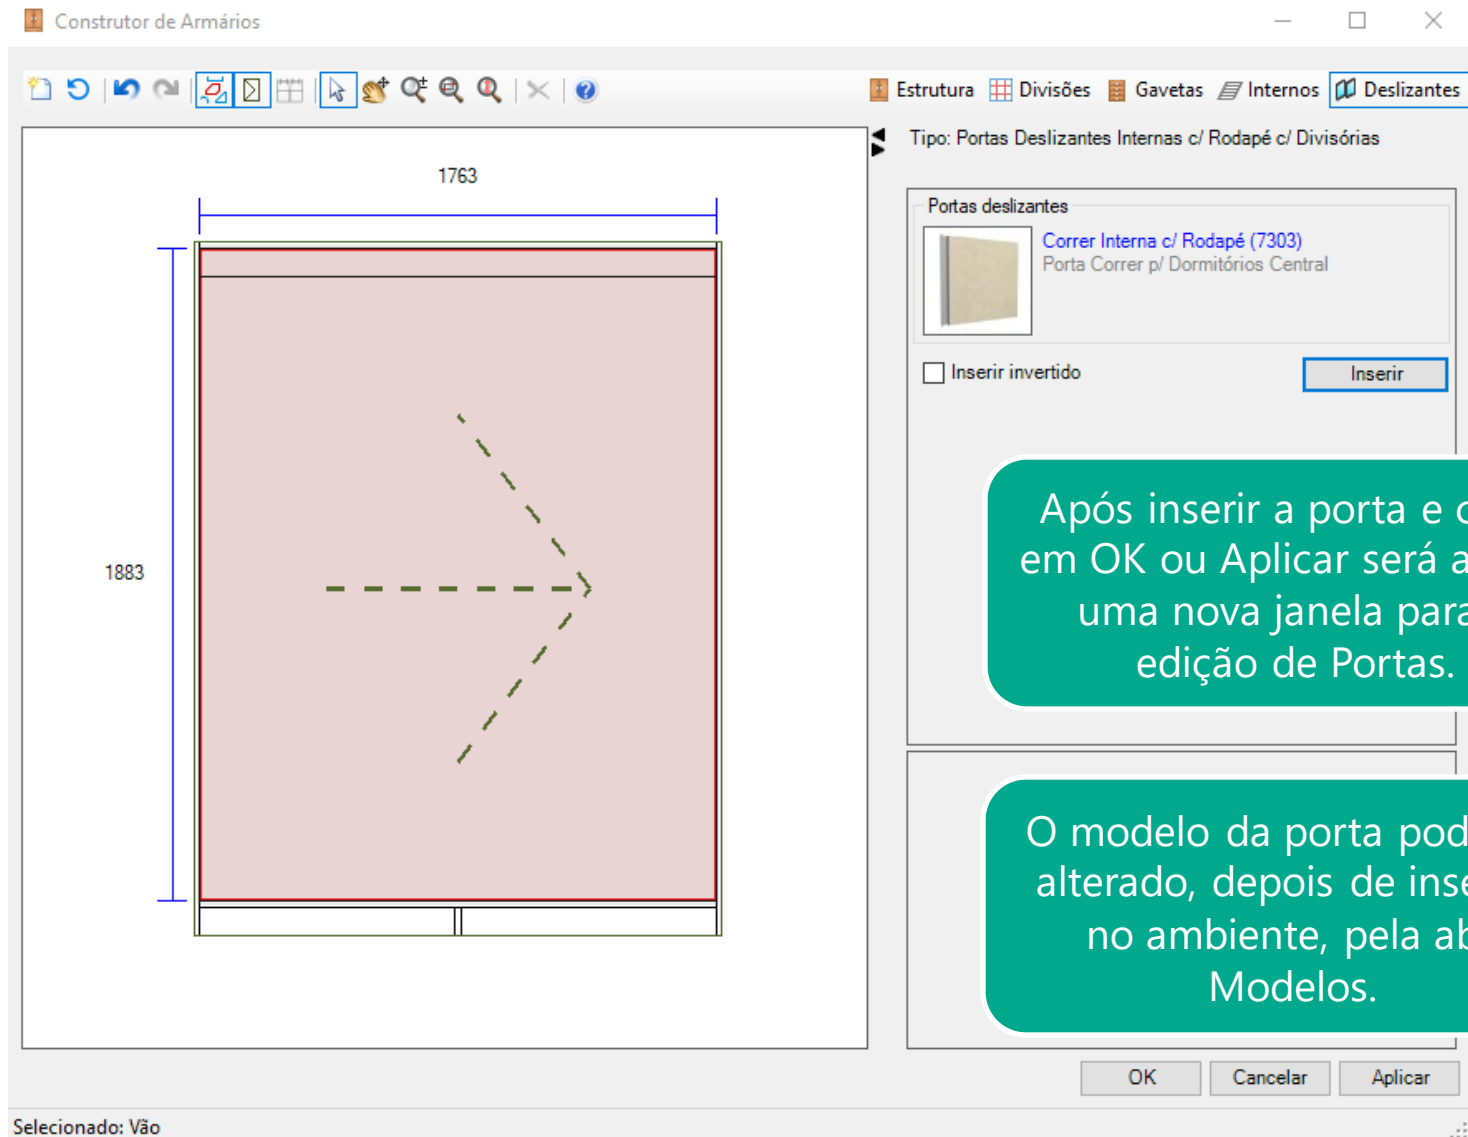 Construtor de Armários
Estrutura Divisões Gavetas Internos Deslizantes
Tipo: Portas Deslizantes Internas c/ Rodapé c/ Divisórias
1763
1883
Portas deslizantes
Correr Interna c/ Rodapé (7303)
Porta Correr p/ Dormitórios Central
Inserir invertido
Inserir
Após inserir a porta e
em OK ou Aplicar será
uma nova janela para
edição de Portas.
O modelo da porta
alterado, depois de
no ambiente, pela
Modelos.
OK Cancelar Aplicar
Selecionado: Vão